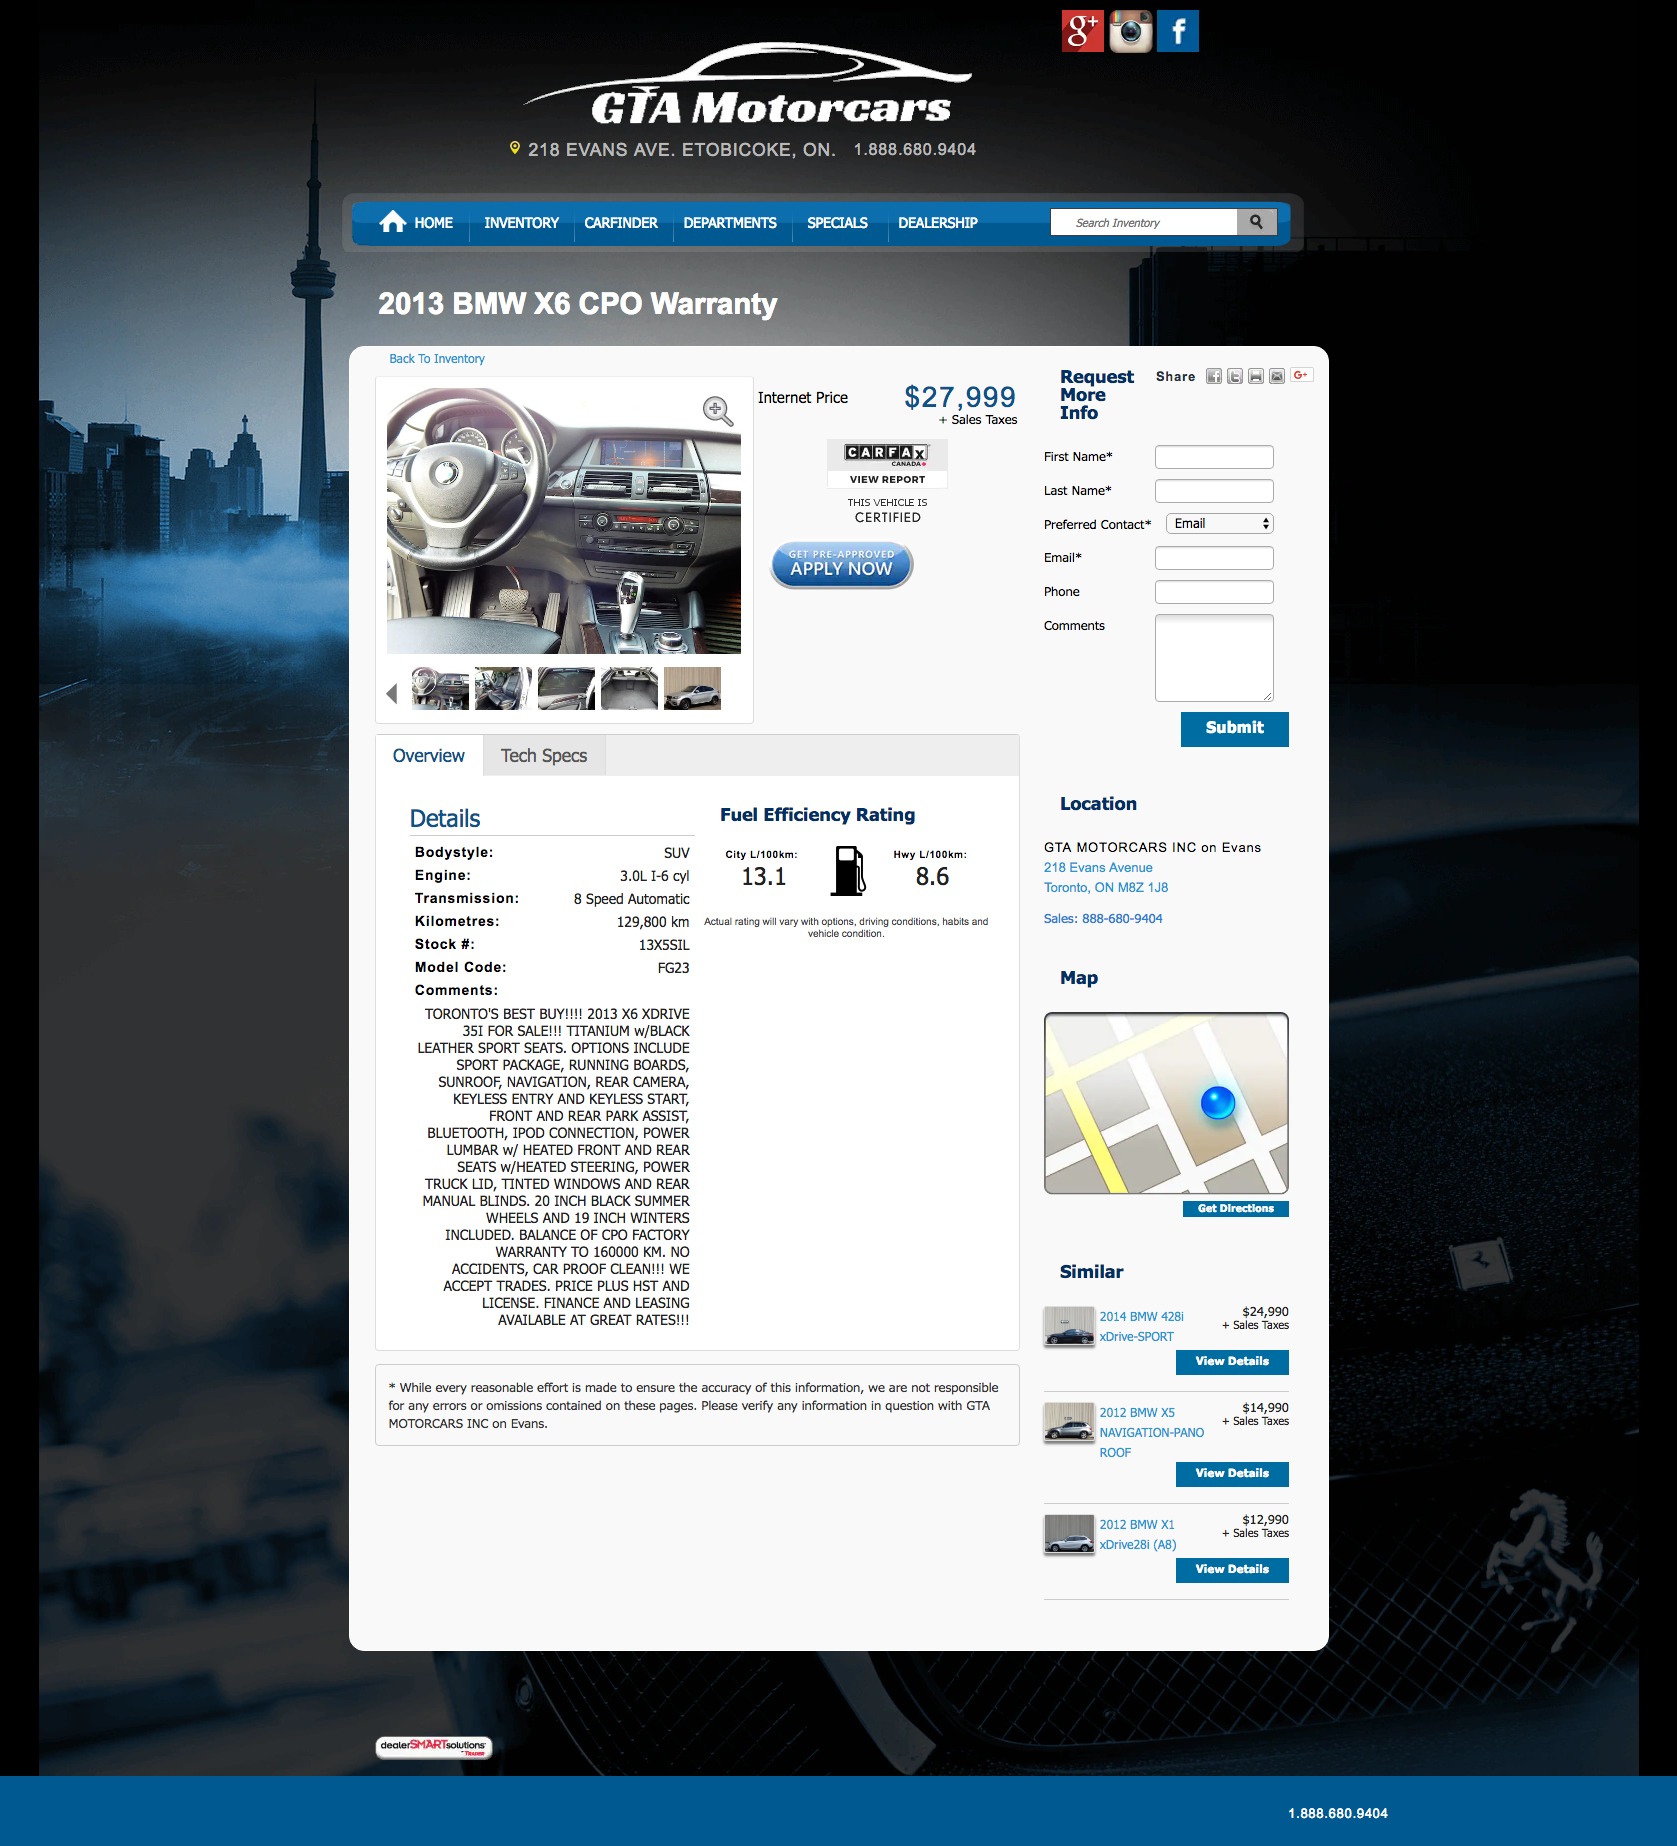 g+ f
GTA Motorcars
218 EVANS AVE. ETOBICOKE, ON. 1.888.680.9404
HOME INVENTORY CARFINDER DEPARTMENTS SPECIALS DEALERSHIP Search Inventory
2013 BMW X6 CPO Warranty
Back To Inventory
Internet Price $27,999
+ Sales Taxes
CARFAX
CANADA
VIEW REPORT
THIS VEHICLE IS
CERTIFIED
GET PRE-APPROVED
APPLY NOW
Request
More
Info
Share
G+
First Name*
Last Name*
Preferred Contact* Email
Email*
Phone
Comments
Submit
Overview Tech Specs
Details
Bodystyle: SUV
Engine: 3.0L I-6 cyl
Transmission: 8 Speed Automatic
Kilometres: 129,800 km
Stock #: 13X5SIL
Model Code: FG23
Comments:
TORONTO'S BEST BUY!!!! 2013 X6 XDRIVE
35I FOR SALE!!! TITANIUM w/BLACK
LEATHER SPORT SEATS. OPTIONS INCLUDE
SPORT PACKAGE, RUNNING BOARDS,
SUNROOF, NAVIGATION, REAR CAMERA,
KEYLESS ENTRY AND KEYLESS START,
FRONT AND REAR PARK ASSIST,
BLUETOOTH, IPOD CONNECTION, POWER
LUMBAR w/ HEATED FRONT AND REAR
SEATS w/HEATED STEERING, POWER
TRUCK LID, TINTED WINDOWS AND REAR
MANUAL BLINDS. 20 INCH BLACK SUMMER
WHEELS AND 19 INCH WINTERS
INCLUDED. BALANCE OF CPO FACTORY
WARRANTY TO 160000 KM. NO
ACCIDENTS, CAR PROOF CLEAN!!! WE
ACCEPT TRADES. PRICE PLUS HST AND
LICENSE. FINANCE AND LEASING
AVAILABLE AT GREAT RATES!!!
Fuel Efficiency Rating
City L/100km: Hwy L/100km:
13.1 8.6
Actual rating will vary with options, driving conditions, habits and
vehicle condition.
* While every reasonable effort is made to ensure the accuracy of this information, we are not responsible
for any errors or omissions contained on these pages. Please verify any information in question with GTA
MOTORCARS INC on Evans.
Location
GTA MOTORCARS INC on Evans
218 Evans Avenue
Toronto, ON M8Z 1J8
Sales: 888-680-9404
Map
Get Directions
Similar
2014 BMW 428i $24,990
xDrive-SPORT + Sales Taxes
View Details
2012 BMW X5 $14,990
NAVIGATION-PANO + Sales Taxes
ROOF
View Details
2012 BMW X1 $12,990
xDrive28i (A8) + Sales Taxes
View Details
dealerSMARTsolutions
TRADER
1.888.680.9404